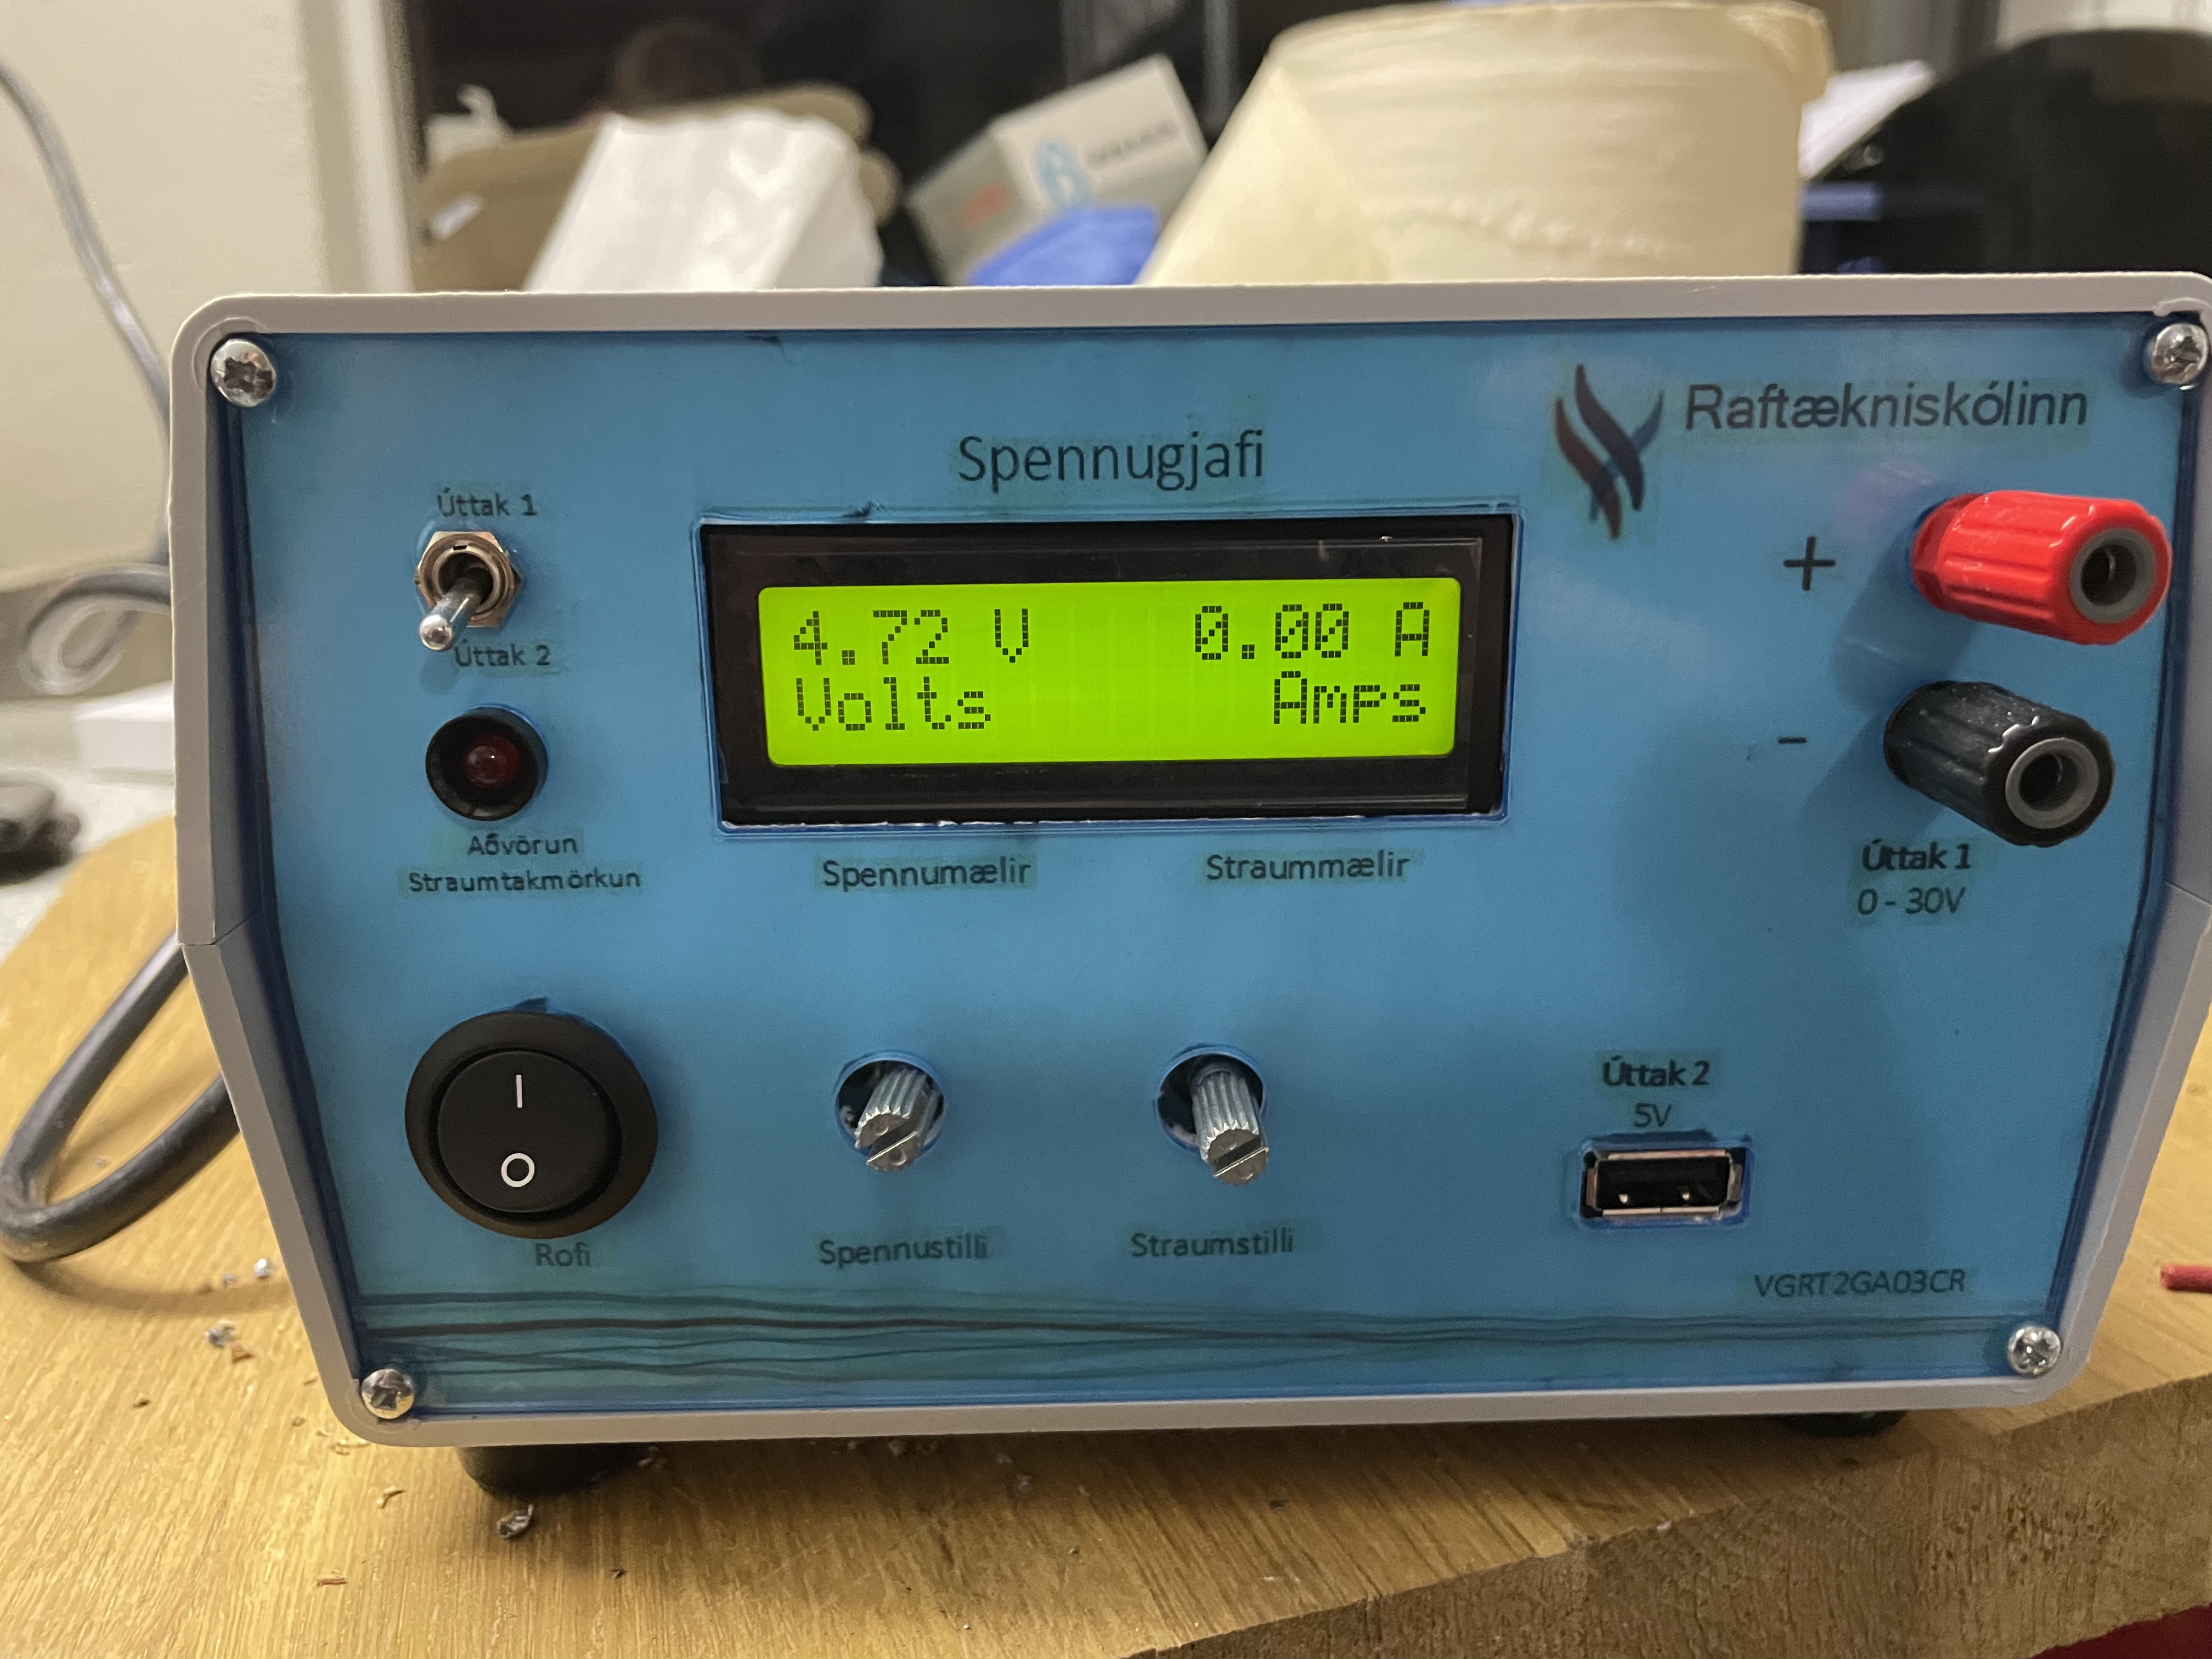 Raftækniskólinn
Spennugjafi
Úttak 1
Úttak 2
4.72 V 0.00 A
Volts Amps
+
-
Aðvörun
Straumtakmörkun
Spennumælir
Straummælir
Úttak 1
0 - 30V
I
O
Rofi
Spennustilli
Straumstilli
Úttak 2
5V
VGRT2GA03CR